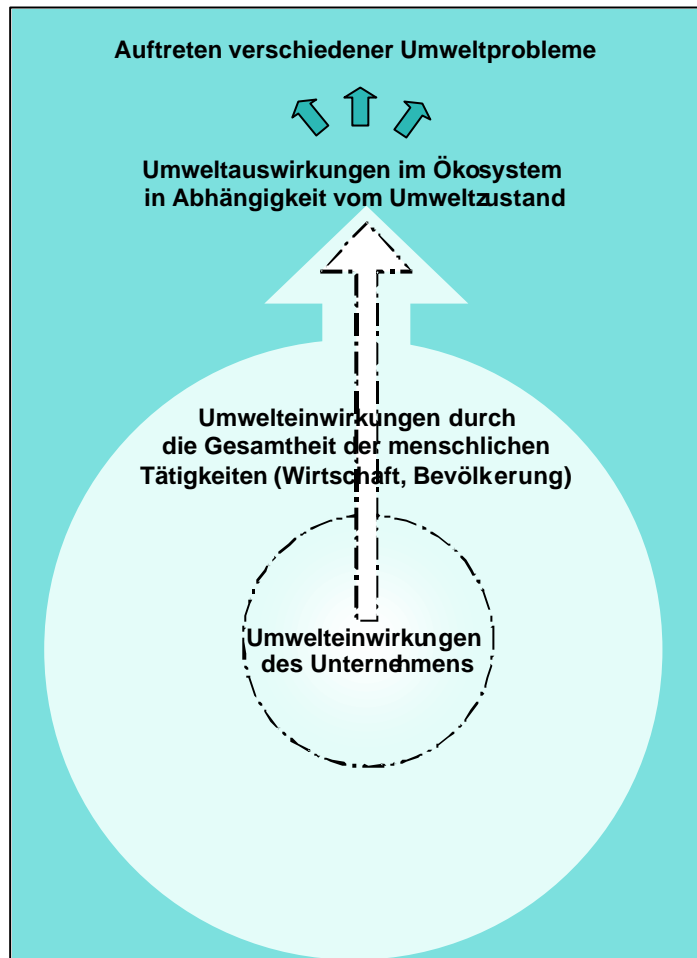 Auftreten verschiedener Umweltprobleme
Umweltauswirkungen im Ökosystem
in Abhängigkeit vom Umweltzustand
Umwelteinwirkungen durch
die Gesamtheit der menschlichen
Tätigkeiten (Wirtschaft, Bevölkerung)
Umwelteinwirkungen
des Unternehmens